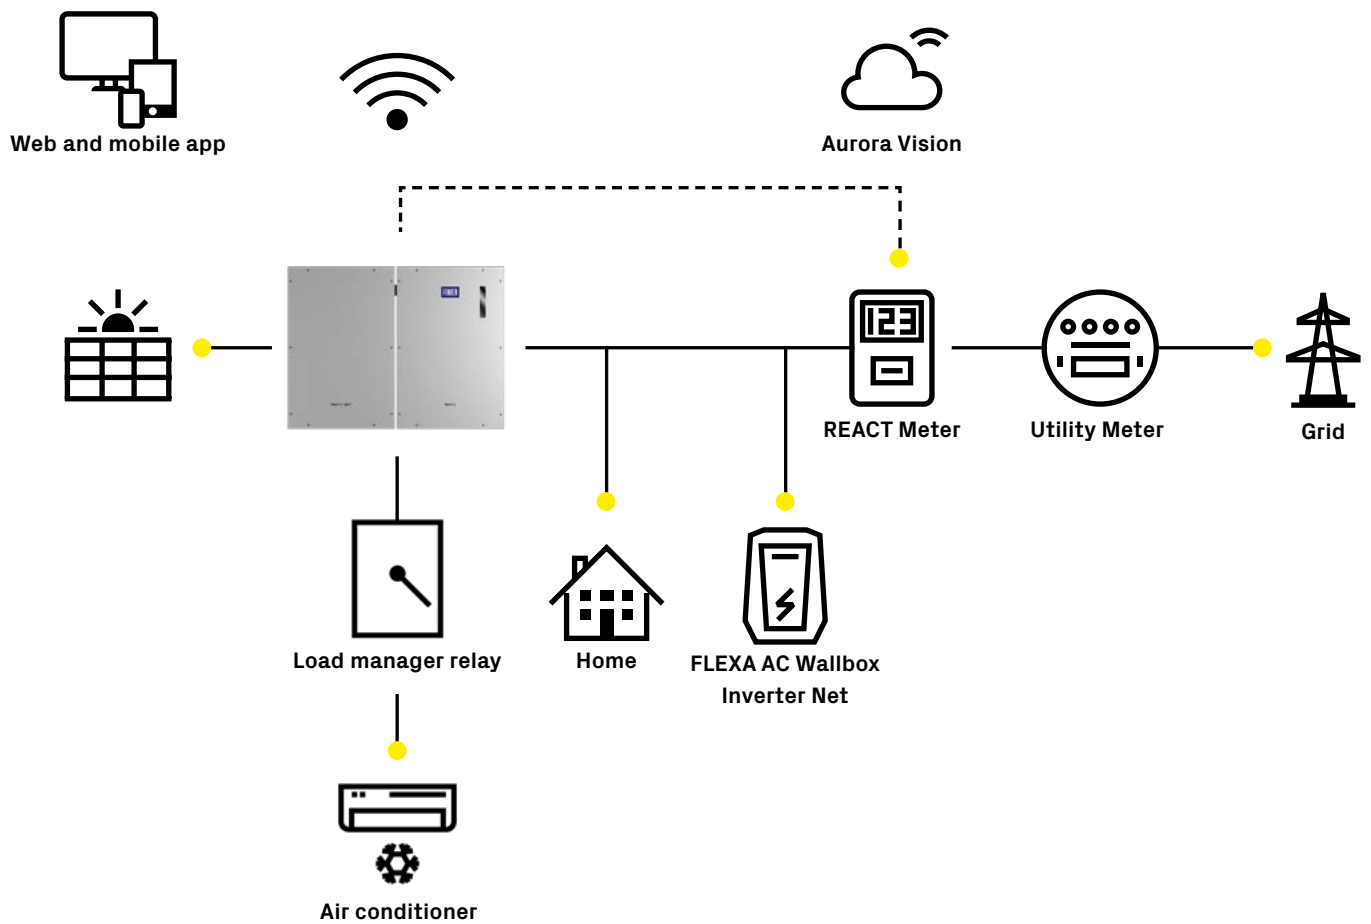 Web and mobile app
Aurora Vision
FIMER
123
REACT Meter
Utility Meter
Grid
Load manager relay
Home
FLEXA AC Wallbox
Inverter Net
Air conditioner